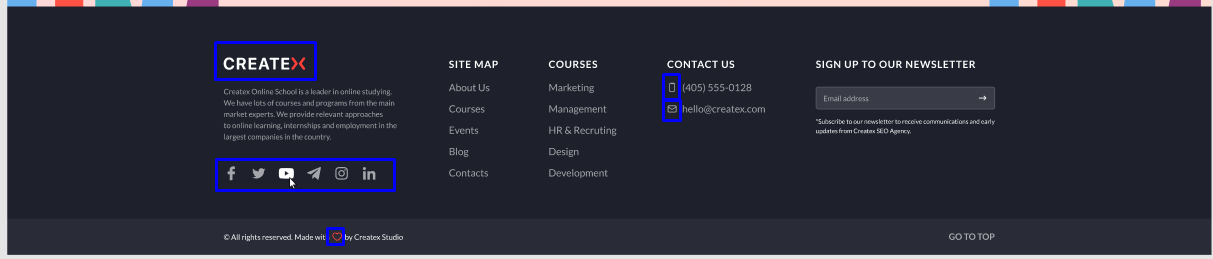 CREATEX
Createx Online School is a leader in online studying.
We have lots of courses and programs from the main
market experts. We provide relevant approaches
to online learning, internships and employment in the
largest companies in the country.
SITE MAP
About Us
Courses
Events
Blog
Contacts
COURSES
Marketing
Management
HR & Recruting
Design
Development
CONTACT US
(405) 555-0128
hello@createx.com
SIGN UP TO OUR NEWSLETTER
Email address →
*Subscribe to our newsletter to receive communications and early
updates from Createx SEO Agency.
© All rights reserved. Made with by Createx Studio
GO TO TOP